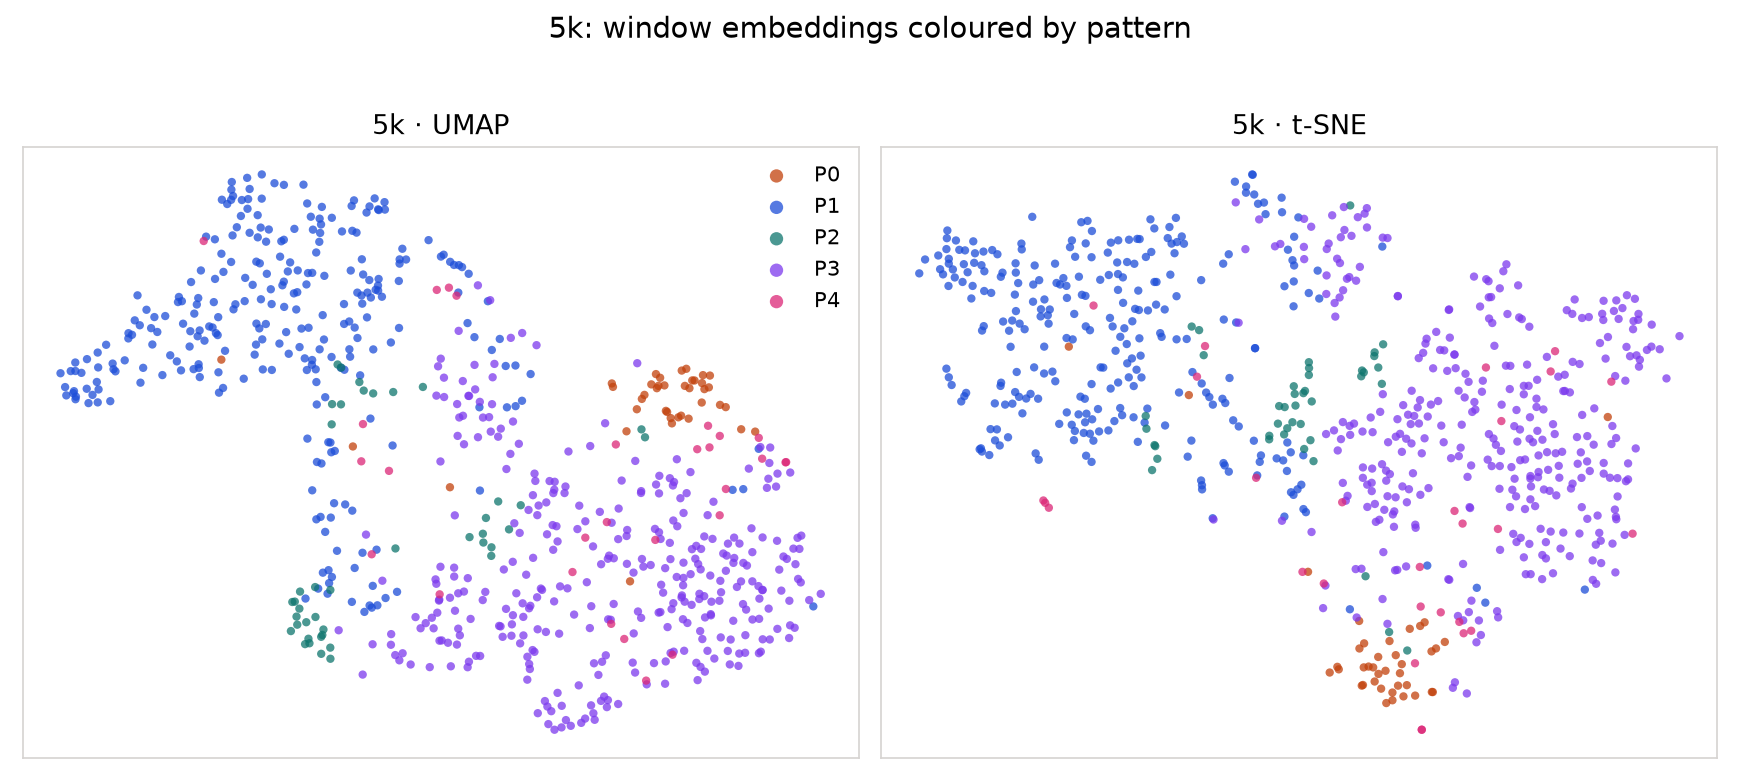 5k: window embeddings coloured by pattern
5k · UMAP
5k · t-SNE
P0
P1
P2
P3
P4